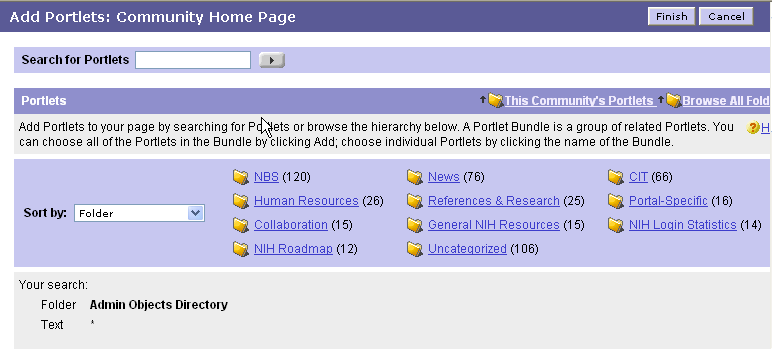 Add Portlets: Community Home Page Finish Cancel
Search for Portlets
Portlets This Community's Portlets Browse All Fold
Add Portlets to your page by searching for Portlets or browse the hierarchy below. A Portlet Bundle is a group of related Portlets. You H
can choose all of the Portlets in the Bundle by clicking Add; choose individual Portlets by clicking the name of the Bundle.
NBS (120) News (76) CIT (66)
Human Resources (26) References & Research (25) Portal-Specific (16)
Sort by: Folder
Collaboration (15) General NIH Resources (15) NIH Login Statistics (14)
NIH Roadmap (12) Uncategorized (106)
Your search:
Folder Admin Objects Directory
Text *